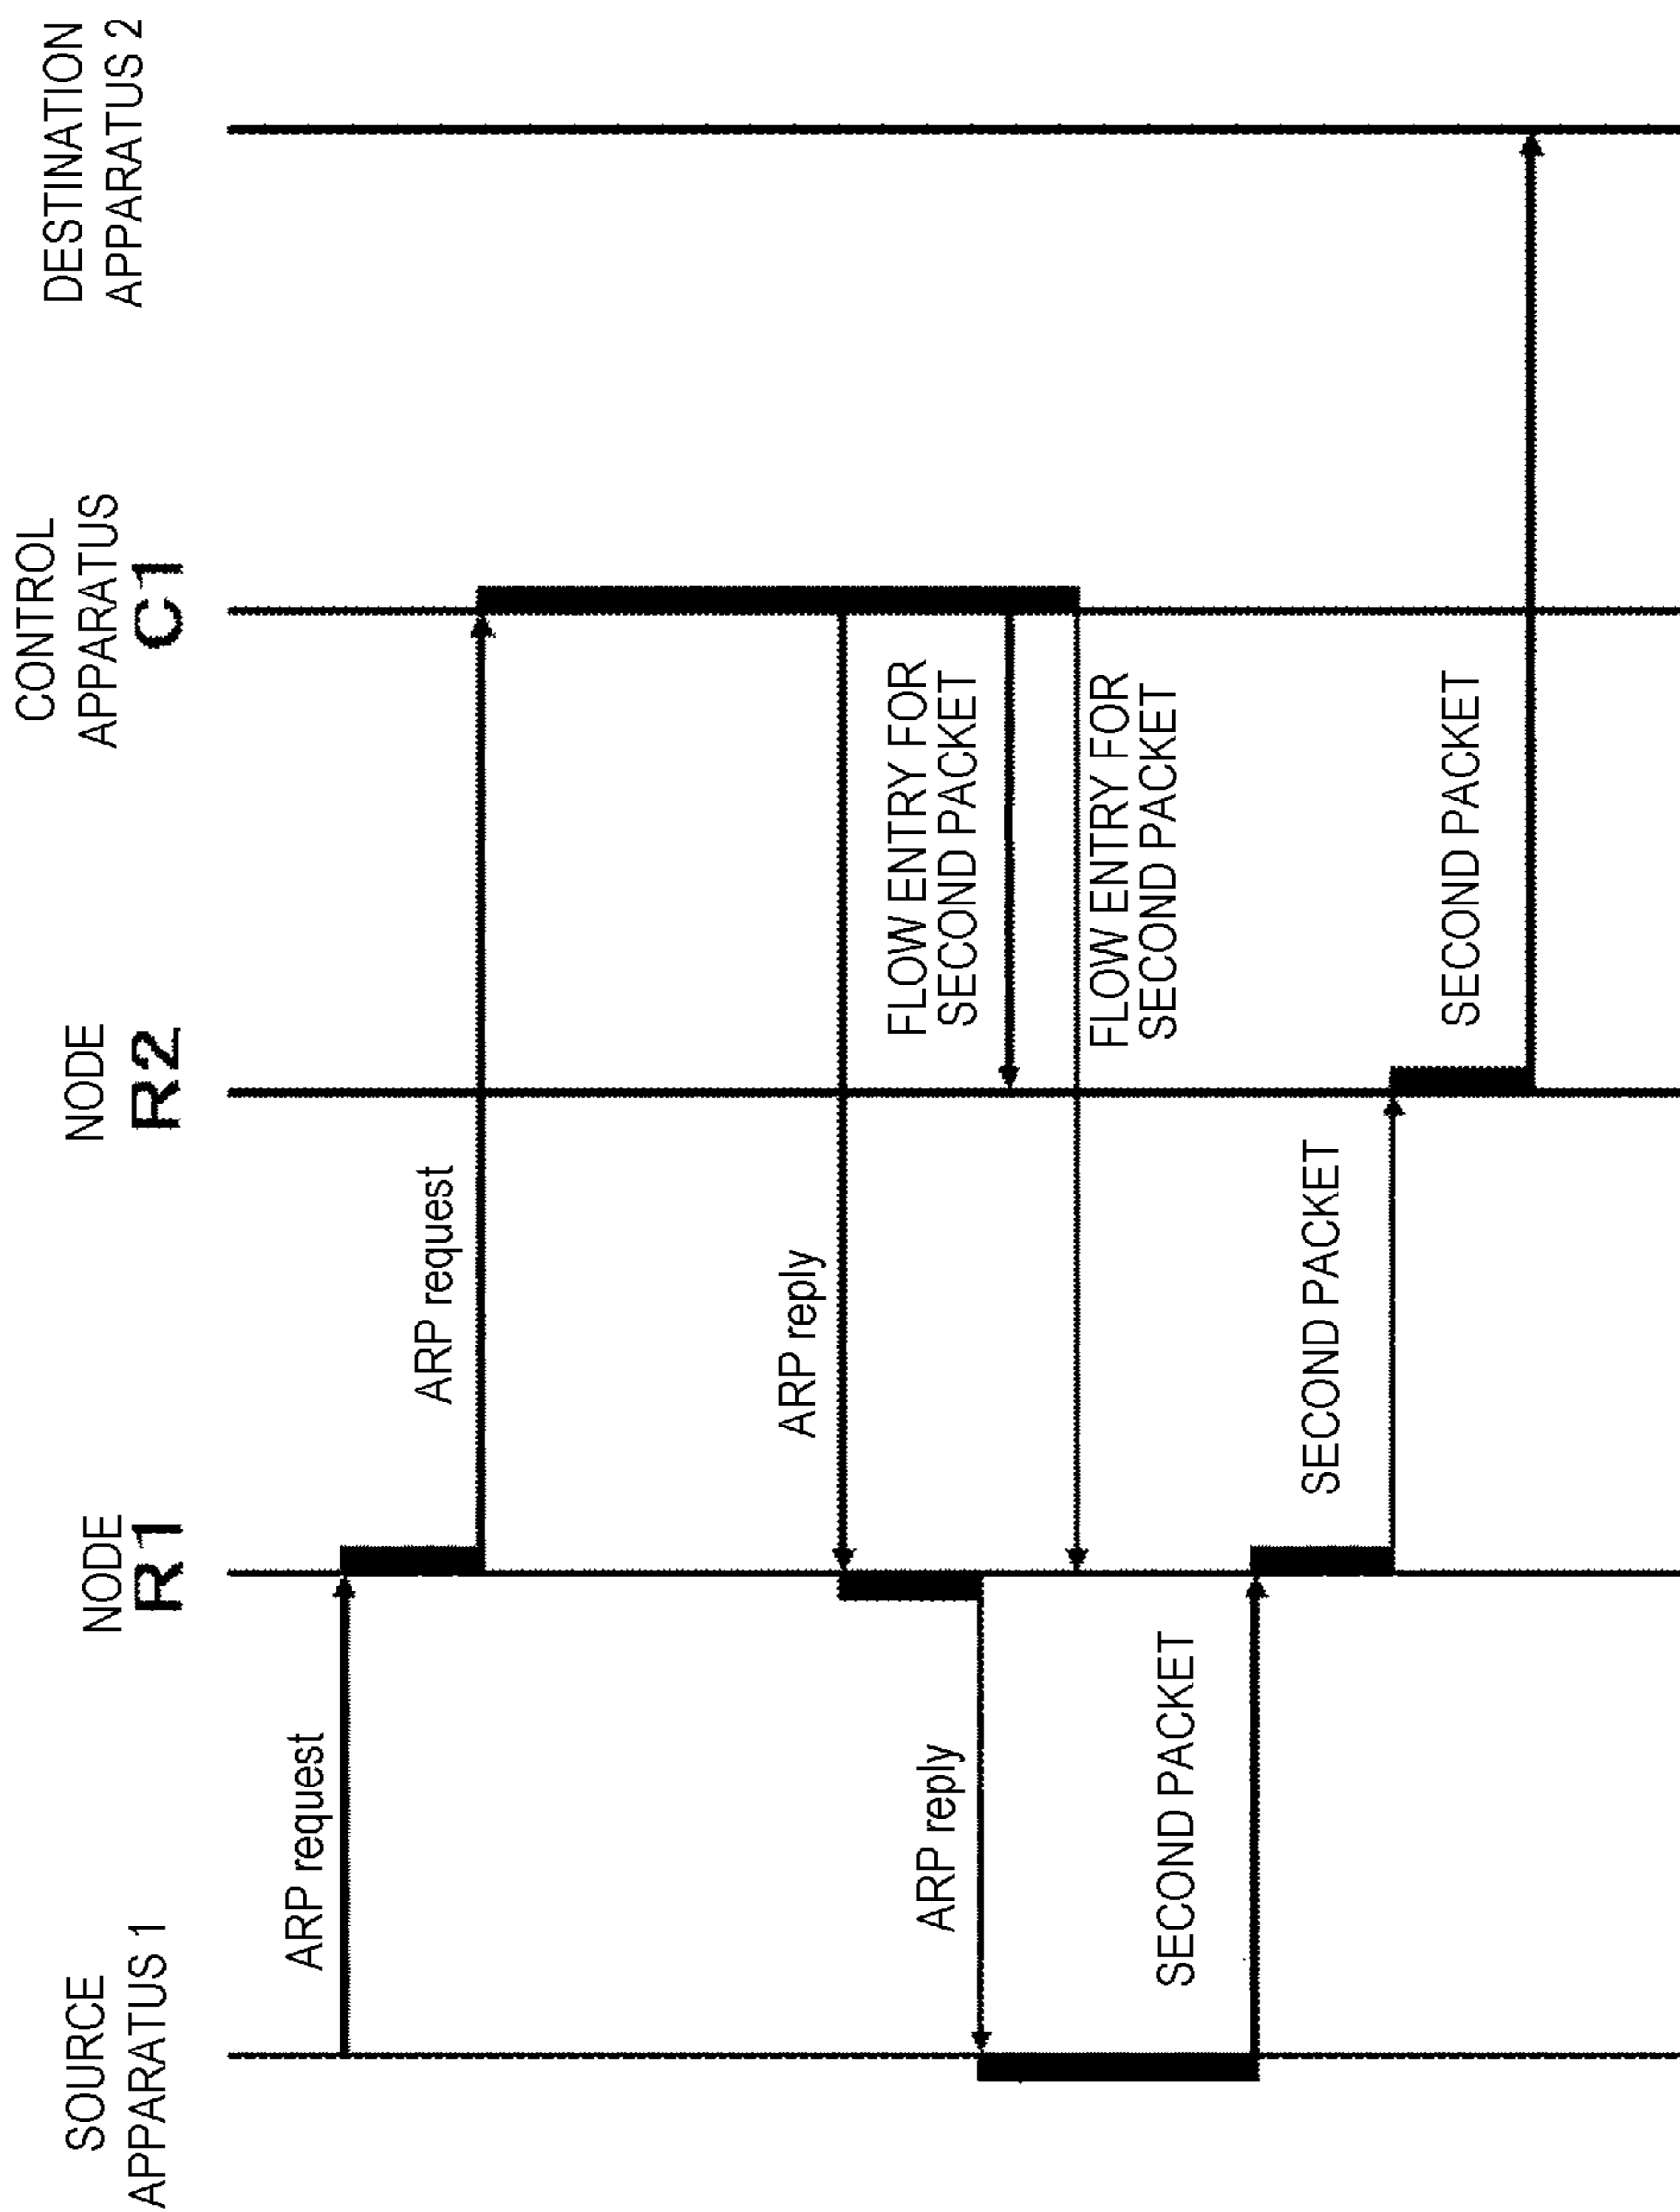 SOURCE
APPARATUS 1
NODE
R1
NODE
R2
CONTROL
APPARATUS
C1
DESTINATION
APPARATUS 2
ARP request
ARP request
ARP reply
FLOW ENTRY FOR
SECOND PACKET
ARP reply
FLOW ENTRY FOR
SECOND PACKET
SECOND PACKET
SECOND PACKET
SECOND PACKET